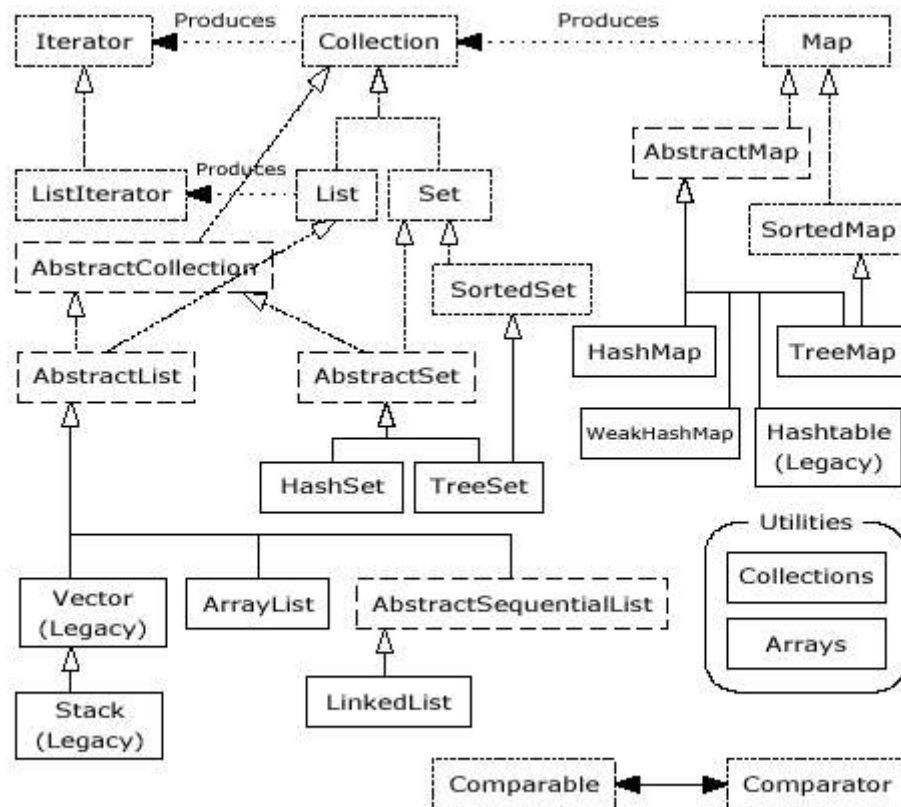 Produces
Produces
Iterator
Collection
Map
AbstractMap
Produces
ListIterator
List
Set
SortedMap
AbstractCollection
SortedSet
HashMap
TreeMap
AbstractList
AbstractSet
WeakHashMap
Hashtable
(Legacy)
HashSet
TreeSet
Utilities
Collections
Vector
(Legacy)
ArrayList
AbstractSequentialList
Arrays
Stack
(Legacy)
LinkedList
Comparable
Comparator